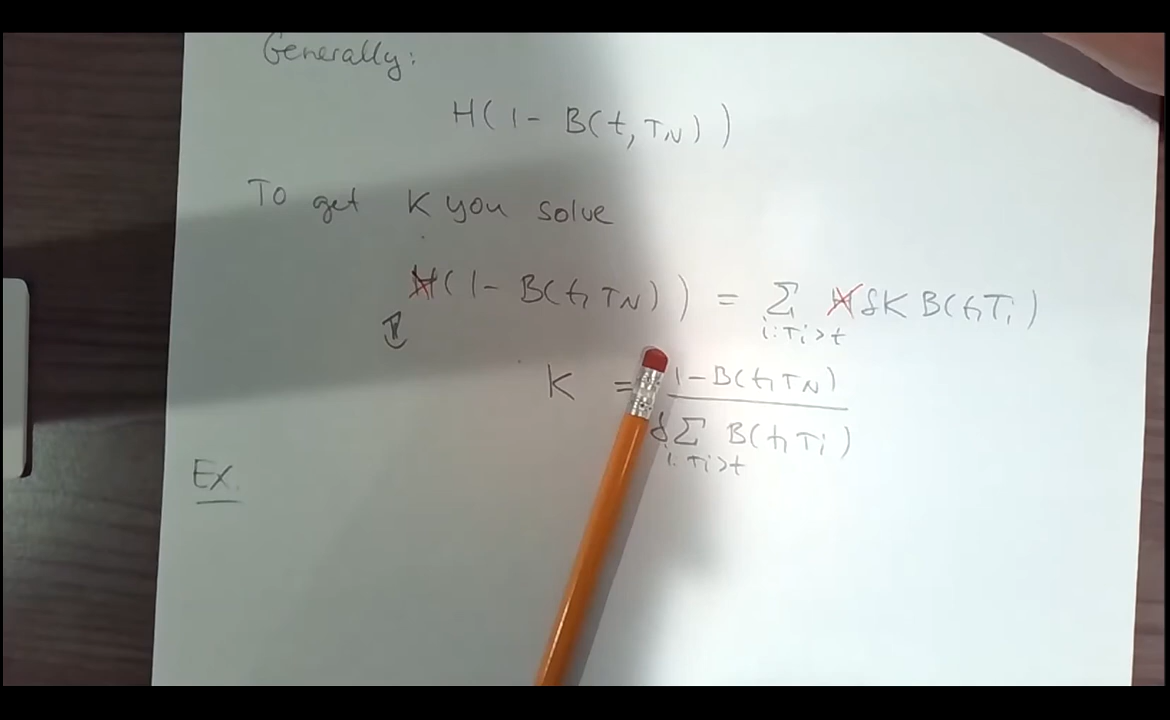 Generally:
H(1 - B(t, TN))
To get K you solve
H(1 - B(t, TN)) = Σ HδK B(t, Ti)
i: Ti > t
⇓
K = 1 - B(t, TN)
δΣ B(t, Ti)
i: Ti > t
Ex.